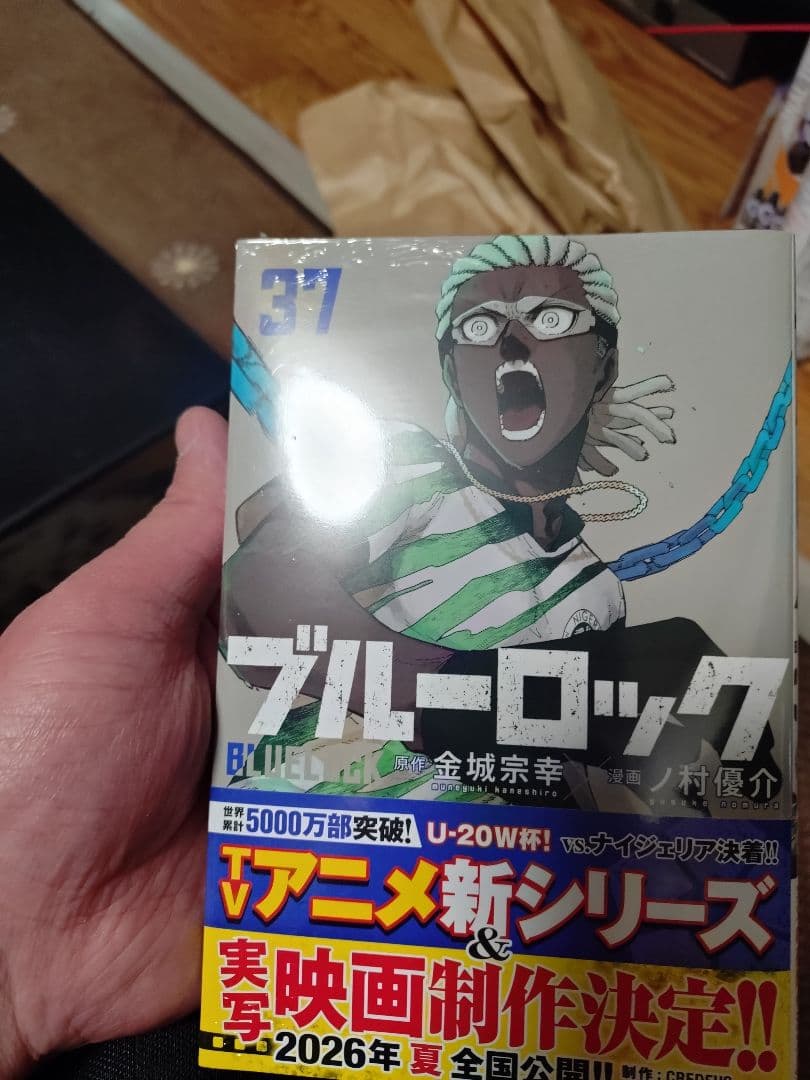 37
NIGER
ブルーロック
BLUELOCK
原作 金城宗幸
muneyuki kaneshiro
漫画 ノ村優介
yusuke nomura
世界累計5000万部突破!
U-20W杯! vs.ナイジェリア決着!!
TVアニメ新シリーズ
&
実写映画制作決定!!
2026年 夏 全国公開!!
制作:CREDEUS